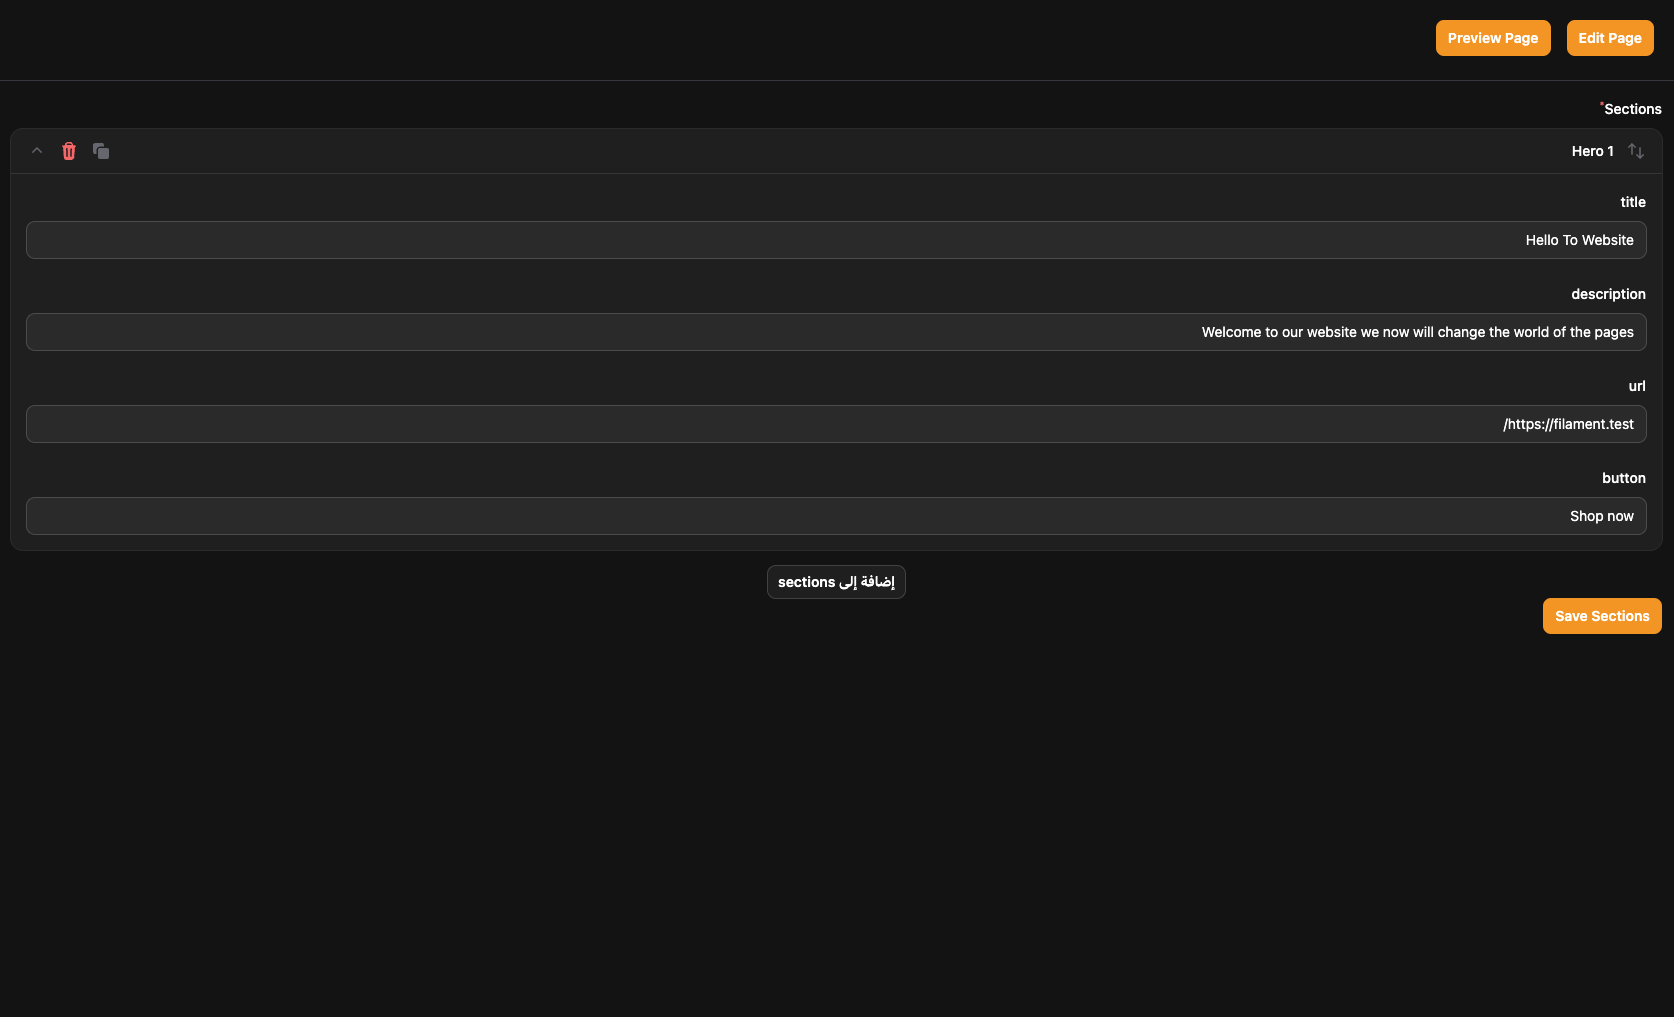 Edit Page
Preview Page
*Sections
Hero 1
title
Hello To Website
description
Welcome to our website we now will change the world of the pages
url
/https://filament.test
button
Shop now
إضافة إلى sections
Save Sections